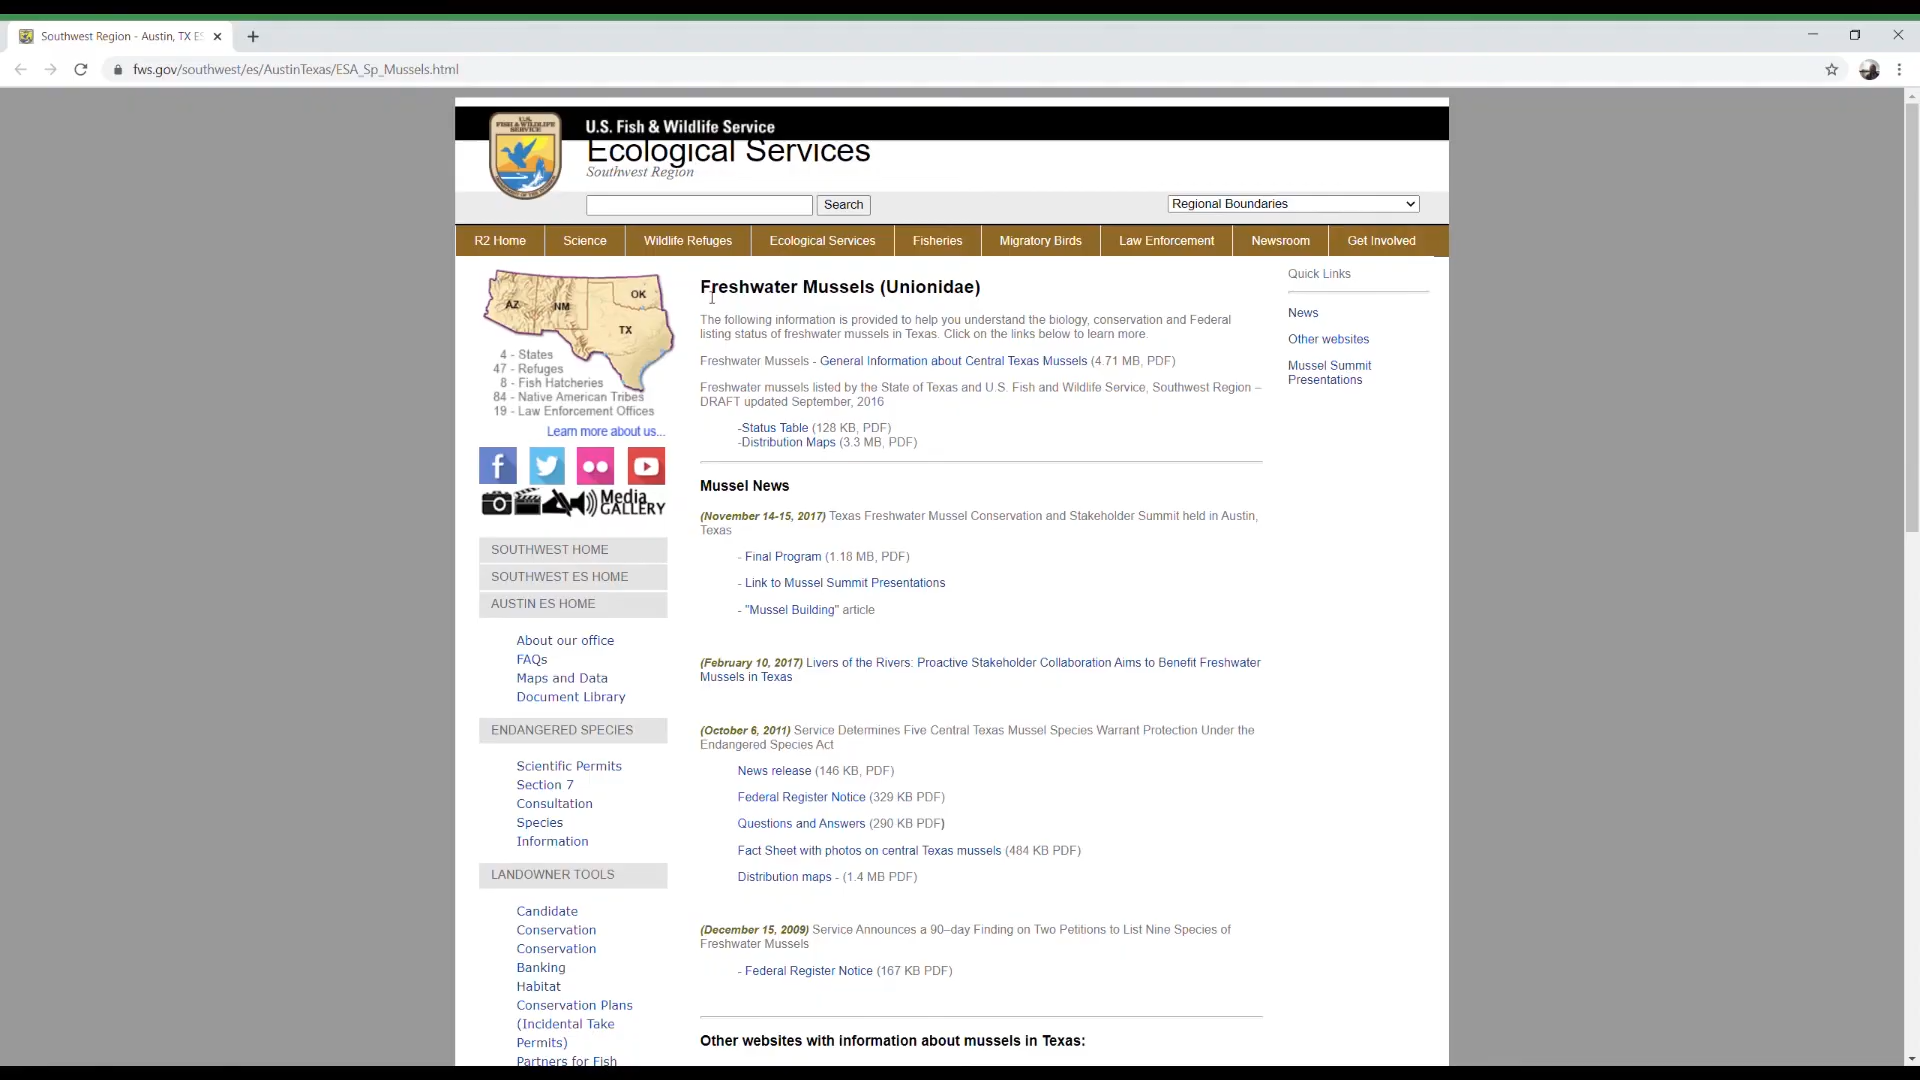 Southwest Region - Austin, TX ES
fws.gov/southwest/es/AustinTexas/ESA_Sp_Mussels.html
U.S.
FISH & WILDLIFE
SERVICE
U.S. Fish & Wildlife Service
Ecological Services
Southwest Region
Search
Regional Boundaries
R2 Home
Science
Wildlife Refuges
Ecological Services
Fisheries
Migratory Birds
Law Enforcement
Newsroom
Get Involved
AZ
NM
OK
TX
4 - States
47 - Refuges
8 - Fish Hatcheries
84 - Native American Tribes
19 - Law Enforcement Offices
Learn more about us...
Media
GALLERY
SOUTHWEST HOME
SOUTHWEST ES HOME
AUSTIN ES HOME
About our office
FAQs
Maps and Data
Document Library
ENDANGERED SPECIES
Scientific Permits
Section 7
Consultation
Species
Information
LANDOWNER TOOLS
Candidate
Conservation
Conservation
Banking
Habitat
Conservation Plans
(Incidental Take
Permits)
Partners for Fish
Freshwater Mussels (Unionidae)
The following information is provided to help you understand the biology, conservation and Federal
listing status of freshwater mussels in Texas. Click on the links below to learn more.
Freshwater Mussels - General Information about Central Texas Mussels (4.71 MB, PDF)
Freshwater mussels listed by the State of Texas and U.S. Fish and Wildlife Service, Southwest Region –
DRAFT updated September, 2016
-Status Table (128 KB, PDF)
-Distribution Maps (3.3 MB, PDF)
Mussel News
(November 14-15, 2017) Texas Freshwater Mussel Conservation and Stakeholder Summit held in Austin,
Texas
- Final Program (1.18 MB, PDF)
- Link to Mussel Summit Presentations
- "Mussel Building" article
(February 10, 2017) Livers of the Rivers: Proactive Stakeholder Collaboration Aims to Benefit Freshwater
Mussels in Texas
(October 6, 2011) Service Determines Five Central Texas Mussel Species Warrant Protection Under the
Endangered Species Act
News release (146 KB, PDF)
Federal Register Notice (329 KB PDF)
Questions and Answers (290 KB PDF)
Fact Sheet with photos on central Texas mussels (484 KB PDF)
Distribution maps - (1.4 MB PDF)
(December 15, 2009) Service Announces a 90–day Finding on Two Petitions to List Nine Species of
Freshwater Mussels
- Federal Register Notice (167 KB PDF)
Other websites with information about mussels in Texas:
Quick Links
News
Other websites
Mussel Summit
Presentations